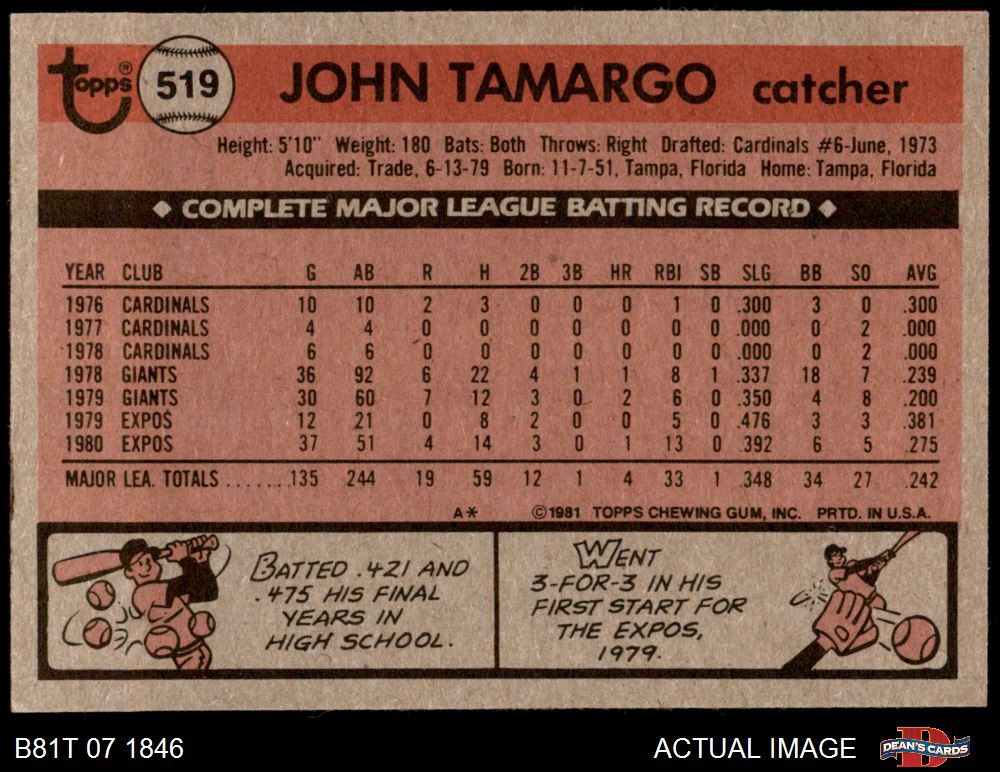 topps®
519
JOHN TAMARGO catcher
Height: 5'10" Weight: 180 Bats: Both Throws: Right Drafted: Cardinals #6-June, 1973
Acquired: Trade, 6-13-79 Born: 11-7-51, Tampa, Florida Home: Tampa, Florida
◆ COMPLETE MAJOR LEAGUE BATTING RECORD ◆
YEAR CLUB G AB R H 2B 3B HR RBI SB SLG BB SO AVG
1976 CARDINALS 10 10 2 3 0 0 0 1 0 .300 3 0 .300
1977 CARDINALS 4 4 0 0 0 0 0 0 0 .000 0 2 .000
1978 CARDINALS 6 6 0 0 0 0 0 0 0 .000 0 2 .000
1978 GIANTS 36 92 6 22 4 1 1 8 1 .337 18 7 .239
1979 GIANTS 30 60 7 12 3 0 2 6 0 .350 4 8 .200
1979 EXPOS 12 21 0 8 2 0 0 5 0 .476 3 3 .381
1980 EXPOS 37 51 4 14 3 0 1 13 0 .392 6 5 .275
MAJOR LEA. TOTALS .......135 244 19 59 12 1 4 33 1 .348 34 27 .242
A* ©1981 TOPPS CHEWING GUM, INC. PRTD. IN U.S.A.
BATTED .421 AND
.475 HIS FINAL
YEARS IN
HIGH SCHOOL.
WENT
3-FOR-3 IN HIS
FIRST START FOR
THE EXPOS,
1979.
B81T 07 1846
ACTUAL IMAGE
D
DEAN'S CARDS